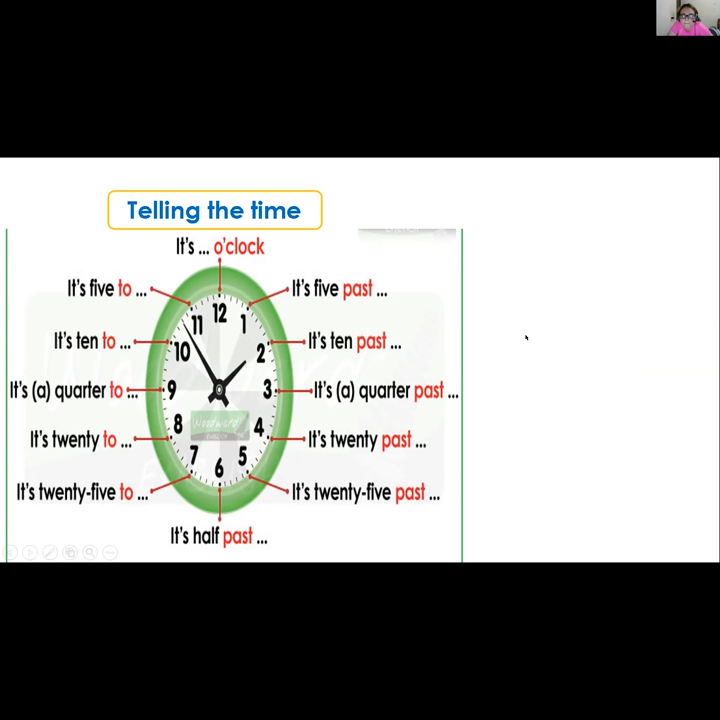 Telling the time
It's ... o'clock
It's five to ...
It's five past ...
It's ten to ...
It's ten past ...
It's (a) quarter to ...
It's (a) quarter past ...
It's twenty to ...
It's twenty past ...
It's twenty-five to ...
It's twenty-five past ...
It's half past ...
12
11
1
10
2
9
3
8
4
7
5
6
Woodward